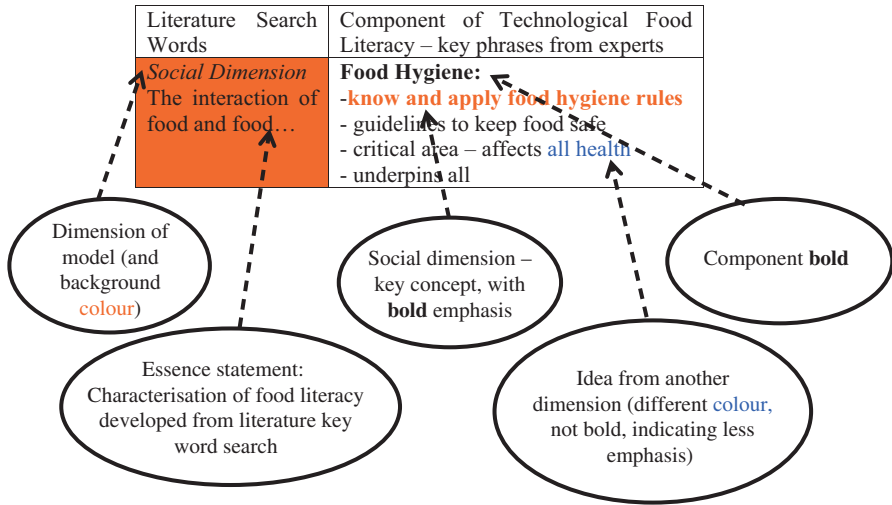 Literature Search
Words
Component of Technological Food
Literacy – key phrases from experts
Social Dimension
The interaction of
food and food…
Food Hygiene:
-know and apply food hygiene rules
- guidelines to keep food safe
- critical area – affects all health
- underpins all
Dimension of
model (and
background
colour)
Social dimension –
key concept, with
bold emphasis
Component bold
Essence statement:
Characterisation of food literacy
developed from literature key
word search
Idea from another
dimension (different colour,
not bold, indicating less
emphasis)